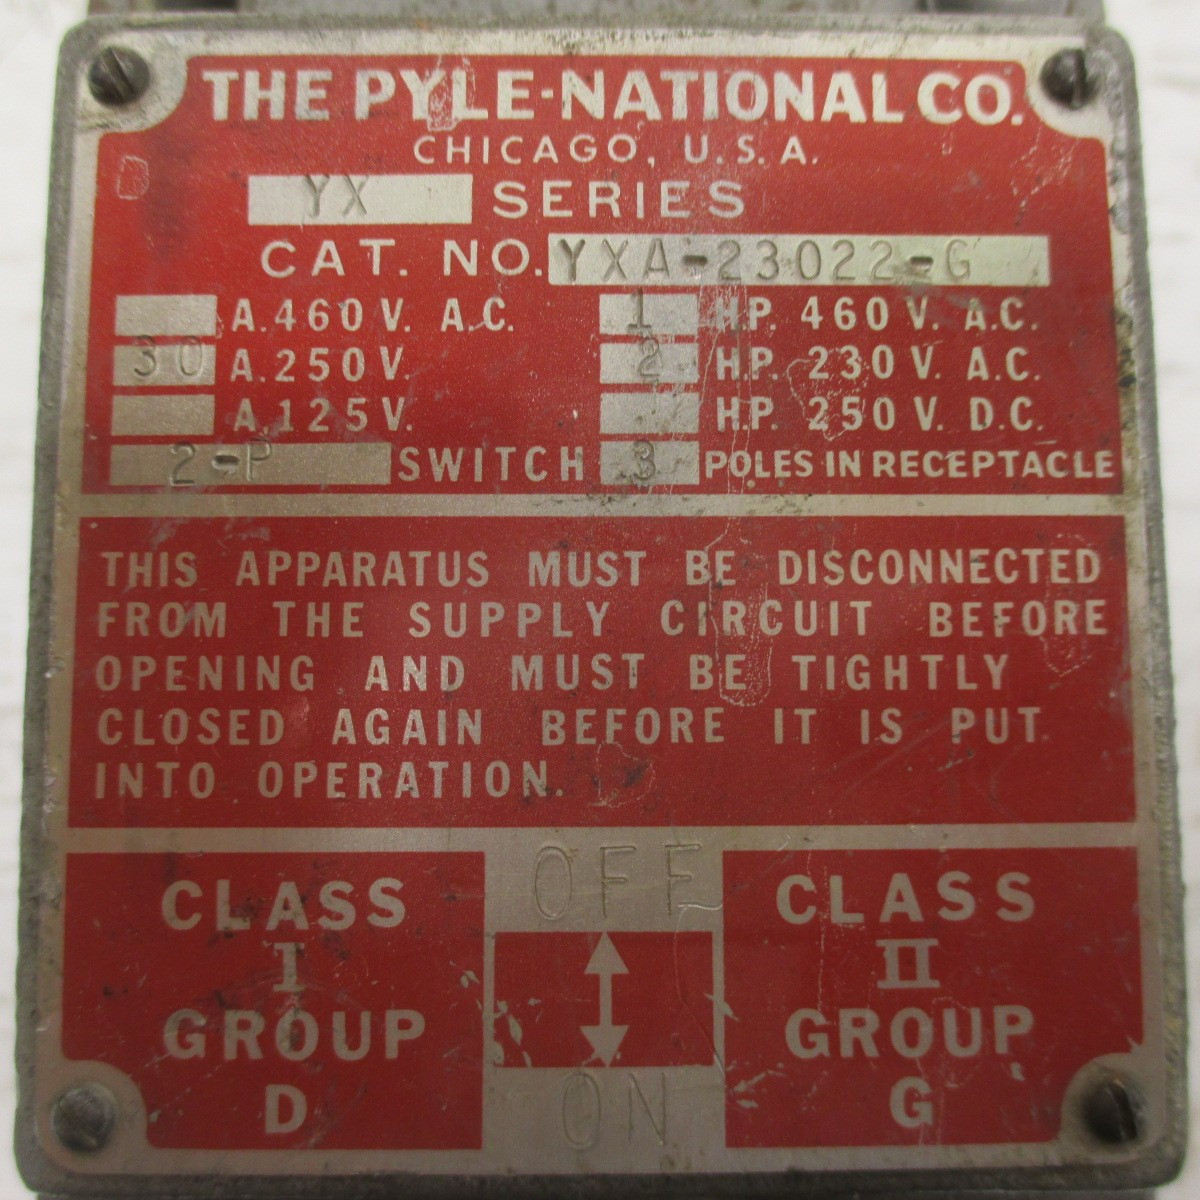 THE PYLE-NATIONAL CO.
CHICAGO, U.S.A.
YX SERIES
CAT. NO. YXA-23022-G
A. 460 V. A.C. 1 H.P. 460 V. A.C.
30 A. 250 V. 2 H.P. 230 V. A.C.
A. 125 V. H.P. 250 V. D.C.
2-P SWITCH 3 POLES IN RECEPTACLE
THIS APPARATUS MUST BE DISCONNECTED
FROM THE SUPPLY CIRCUIT BEFORE
OPENING AND MUST BE TIGHTLY
CLOSED AGAIN BEFORE IT IS PUT
INTO OPERATION.
CLASS
I
GROUP
D
OFF
ON
CLASS
II
GROUP
G